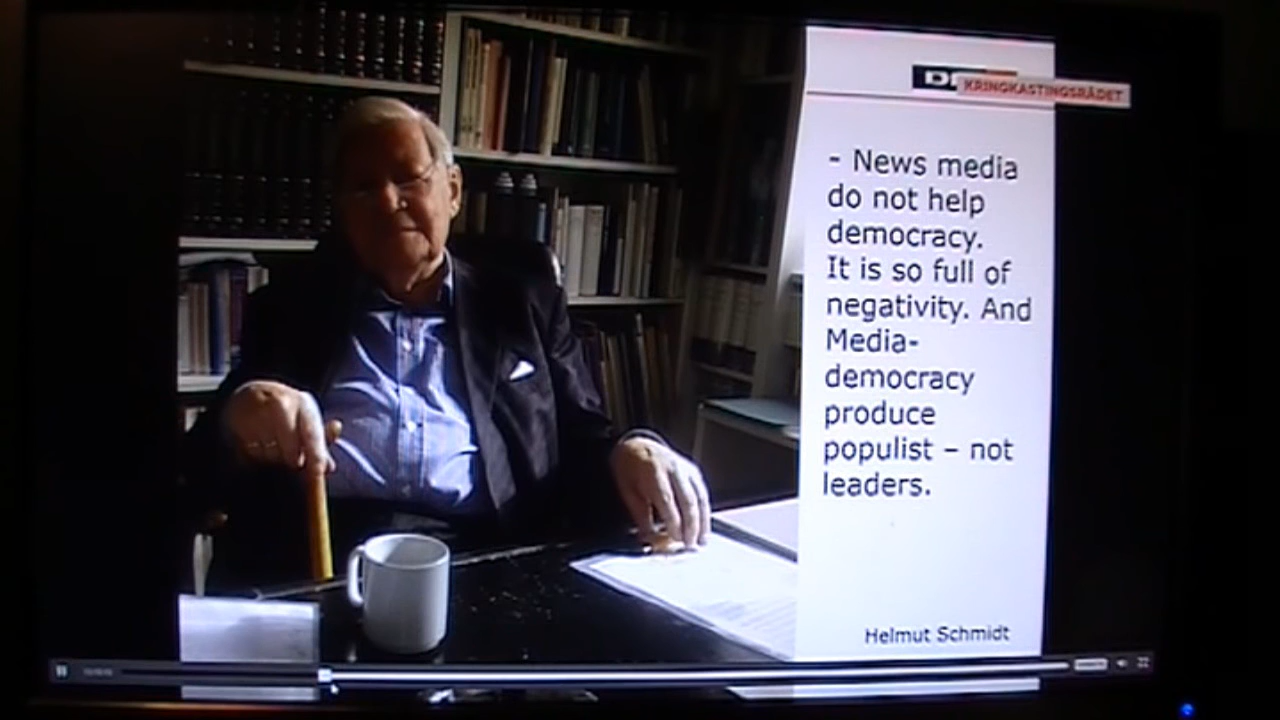 KRINGKASTINGSRÅDET
- News media
do not help
democracy.
It is so full of
negativity. And
Media-
democracy
produce
populist – not
leaders.
Helmut Schmidt